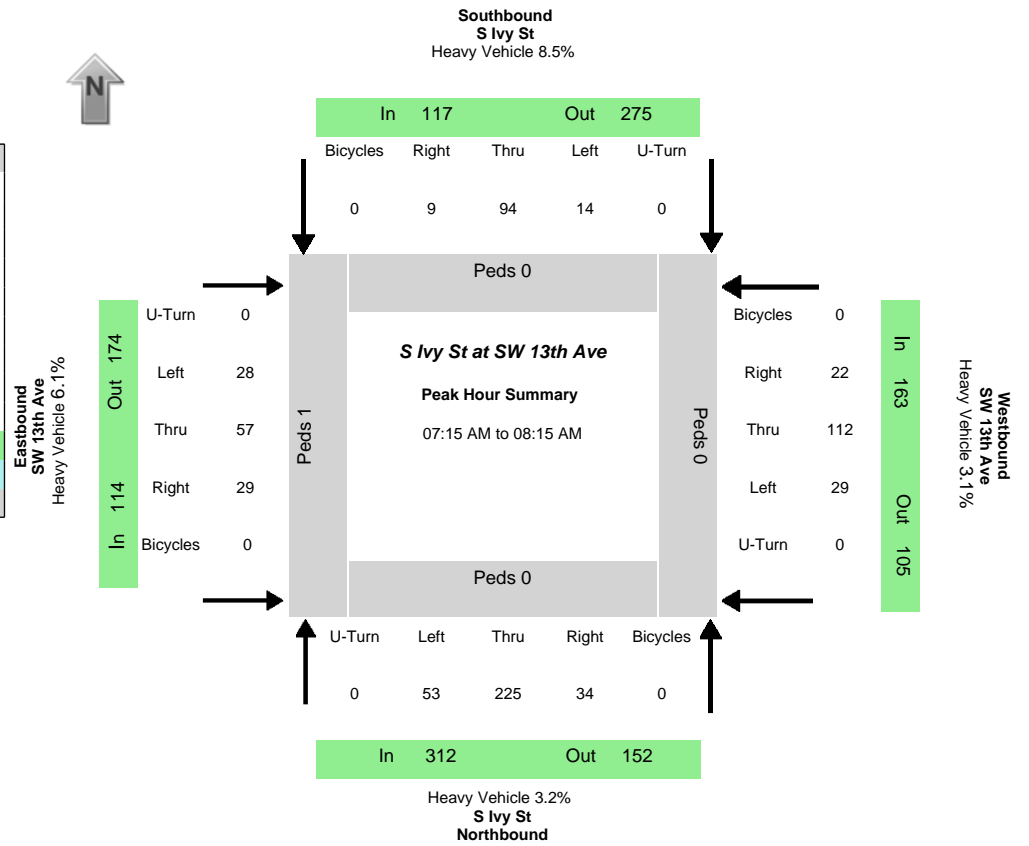 Southbound
S Ivy St
Heavy Vehicle 8.5%
N
In 117 Out 275
Bicycles Right Thru Left U-Turn
0 9 94 14 0
Peds 0
Eastbound
SW 13th Ave
Heavy Vehicle 6.1%
Out 174
In 114
U-Turn 0
Left 28
Thru 57
Right 29
Bicycles 0
Peds 1
S Ivy St at SW 13th Ave
Peak Hour Summary
07:15 AM to 08:15 AM
Peds 0
Bicycles 0
Right 22
Thru 112
Left 29
U-Turn 0
In 163
Out 105
Westbound
SW 13th Ave
Heavy Vehicle 3.1%
Peds 0
U-Turn Left Thru Right Bicycles
0 53 225 34 0
In 312 Out 152
Heavy Vehicle 3.2%
S Ivy St
Northbound